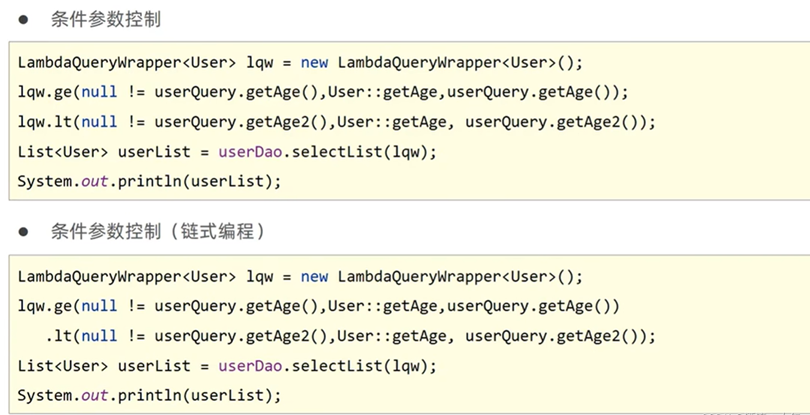 ● 条件参数控制
LambdaQueryWrapper<User> lqw = new LambdaQueryWrapper<User>();
lqw.ge(null != userQuery.getAge(),User::getAge,userQuery.getAge());
lqw.lt(null != userQuery.getAge2(),User::getAge, userQuery.getAge2());
List<User> userList = userDao.selectList(lqw);
System.out.println(userList);
● 条件参数控制（链式编程）
LambdaQueryWrapper<User> lqw = new LambdaQueryWrapper<User>();
lqw.ge(null != userQuery.getAge(),User::getAge,userQuery.getAge())
   .lt(null != userQuery.getAge2(),User::getAge, userQuery.getAge2());
List<User> userList = userDao.selectList(lqw);
System.out.println(userList);